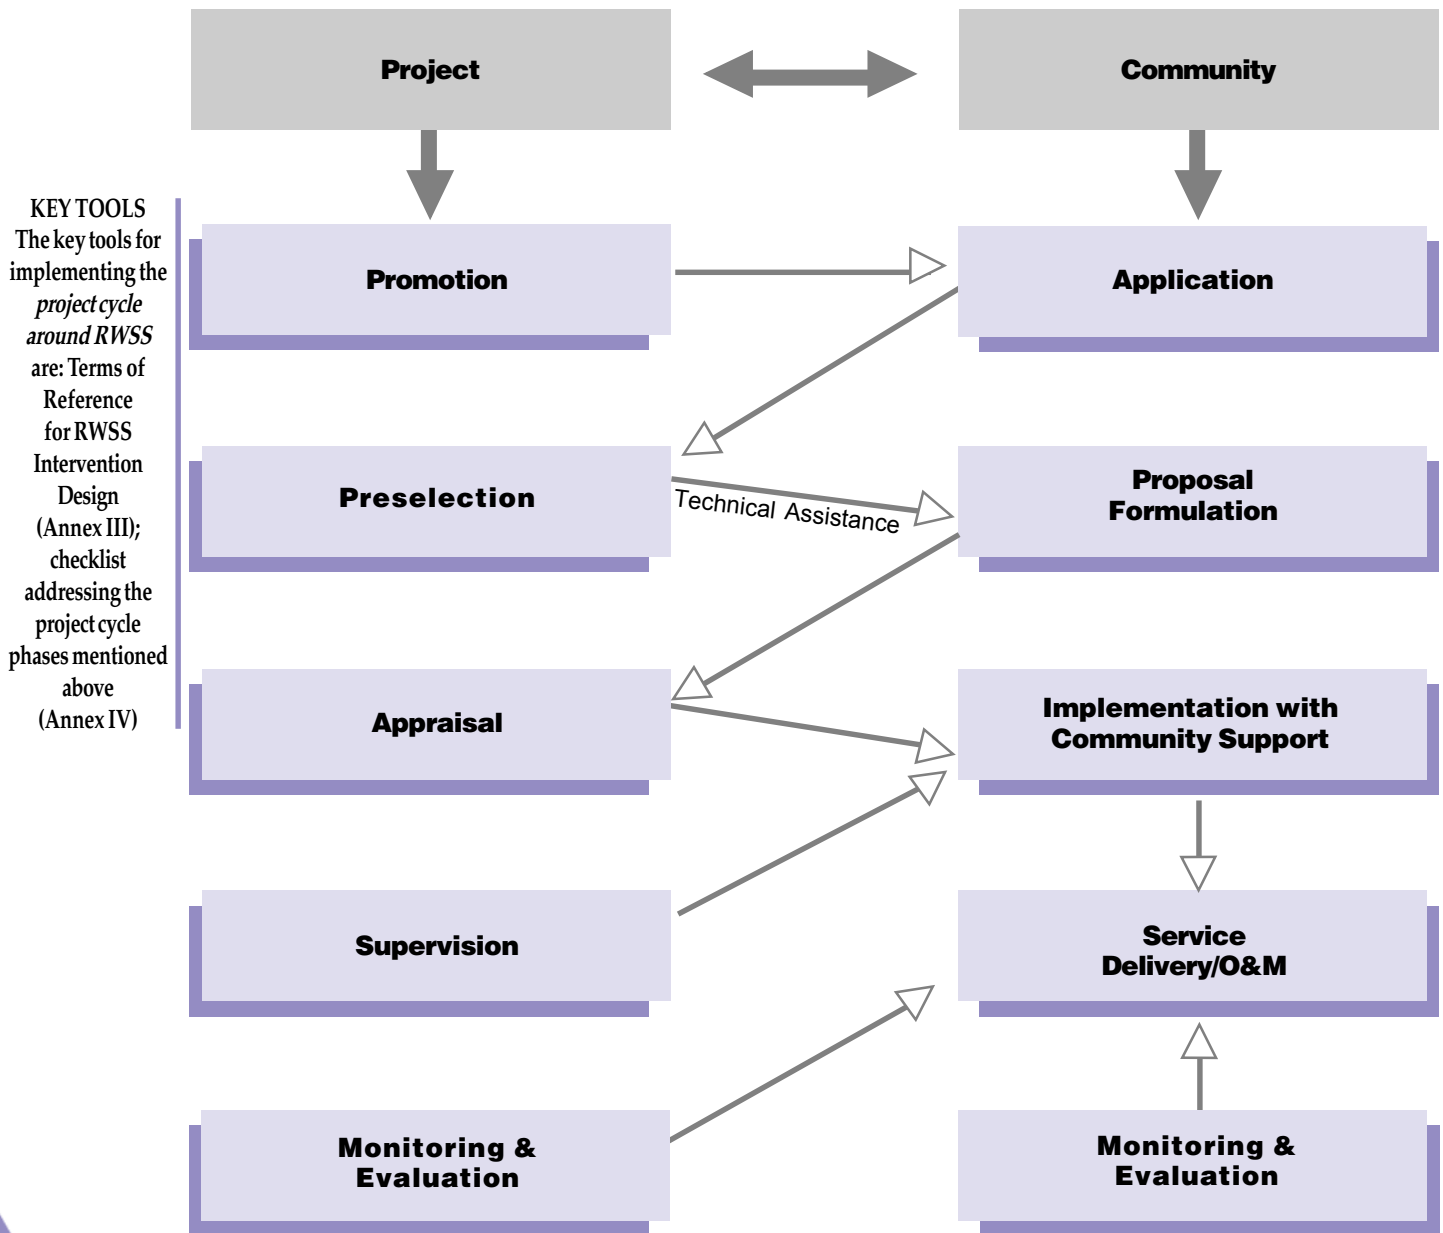 Project
Community
KEY TOOLS
The key tools for
implementing the
project cycle
around RWSS
are: Terms of
Reference
for RWSS
Intervention
Design
(Annex III);
checklist
addressing the
project cycle
phases mentioned
above
(Annex IV)
Promotion
Application
Preselection
Technical Assistance
Proposal
Formulation
Appraisal
Implementation with
Community Support
Supervision
Service
Delivery/O&M
Monitoring &
Evaluation
Monitoring &
Evaluation